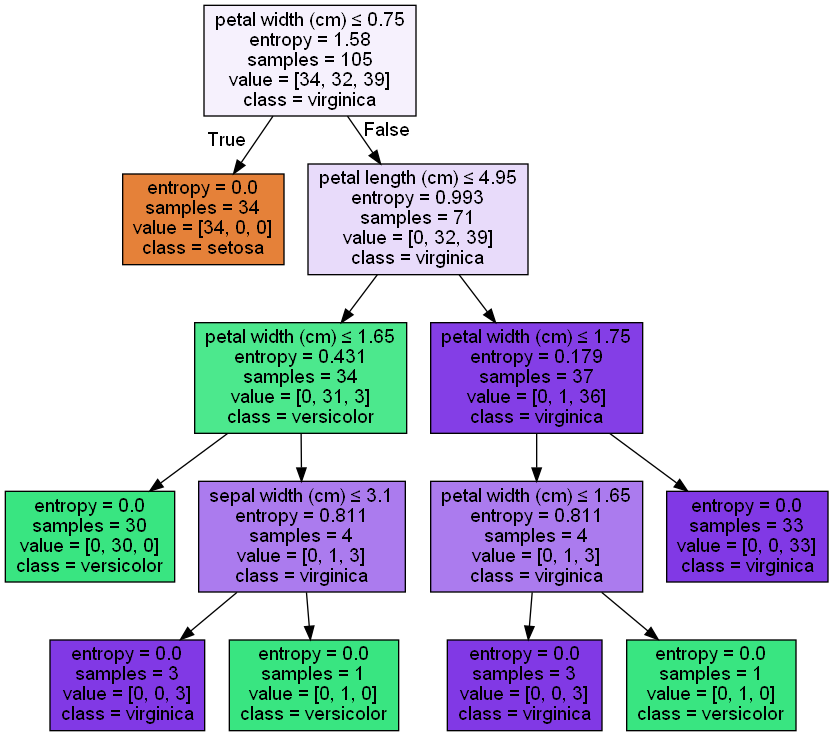 petal width (cm) ≤ 0.75
entropy = 1.58
samples = 105
value = [34, 32, 39]
class = virginica
True
False
entropy = 0.0
samples = 34
value = [34, 0, 0]
class = setosa
petal length (cm) ≤ 4.95
entropy = 0.993
samples = 71
value = [0, 32, 39]
class = virginica
petal width (cm) ≤ 1.65
entropy = 0.431
samples = 34
value = [0, 31, 3]
class = versicolor
petal width (cm) ≤ 1.75
entropy = 0.179
samples = 37
value = [0, 1, 36]
class = virginica
entropy = 0.0
samples = 30
value = [0, 30, 0]
class = versicolor
sepal width (cm) ≤ 3.1
entropy = 0.811
samples = 4
value = [0, 1, 3]
class = virginica
petal width (cm) ≤ 1.65
entropy = 0.811
samples = 4
value = [0, 1, 3]
class = virginica
entropy = 0.0
samples = 33
value = [0, 0, 33]
class = virginica
entropy = 0.0
samples = 3
value = [0, 0, 3]
class = virginica
entropy = 0.0
samples = 1
value = [0, 1, 0]
class = versicolor
entropy = 0.0
samples = 3
value = [0, 0, 3]
class = virginica
entropy = 0.0
samples = 1
value = [0, 1, 0]
class = versicolor